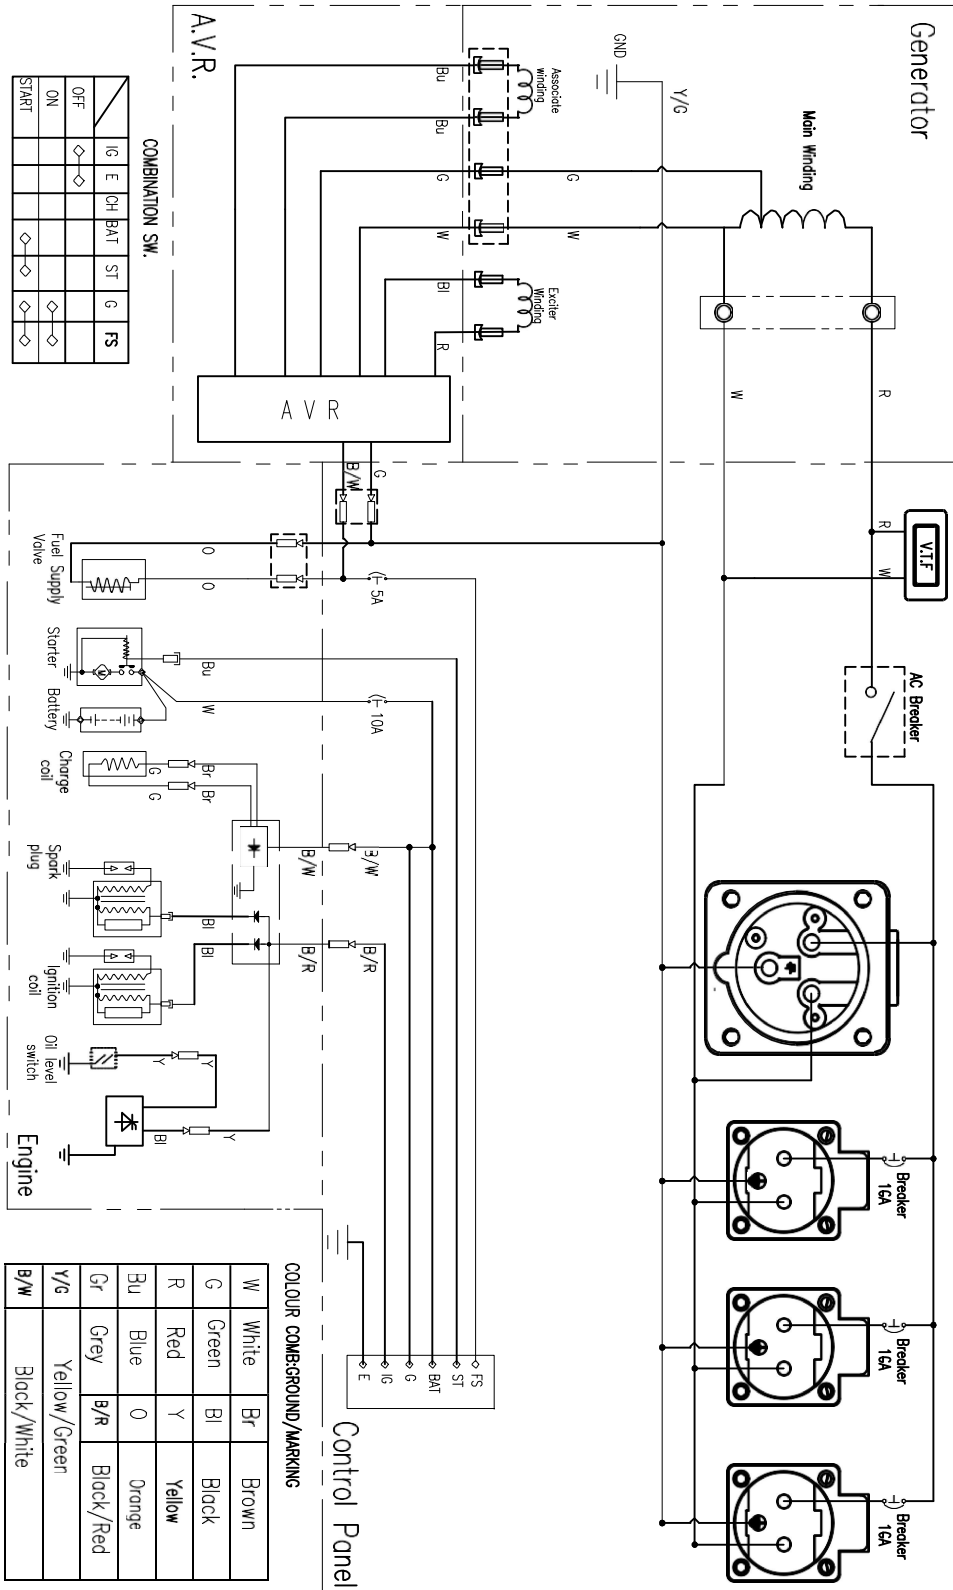 Generator
A.V.R.
GND
Y/G
Main Winding
Associate
winding
Exciter
Winding
Bu
Bu
G
G
W
W
Bl
R
A V R
W
R
R
W
V.T.F
AC Breaker
Breaker
16A
Breaker
16A
Breaker
16A
COMBINATION SW.
IG E CH BAT ST G FS
OFF
ON
START
B/W
G
5A
10A
O
O
Fuel Supply
Valve
Starter
M
Bu
W
Battery
Charge
coil
G
G
Br
Br
B/W
B/W
Spark
plug
Bl
Bl
B/R
B/R
Ignition
coil
Oil level
switch
Y
Y
Bl
Y
Engine
Control Panel
FS
ST
BAT
G
IG
E
COLOUR COMB:GROUND/MARKING
W White Br Brown
G Green Bl Black
R Red Y Yellow
Bu Blue O Orange
Gr Grey B/R Black/Red
Y/G Yellow/Green
B/W Black/White